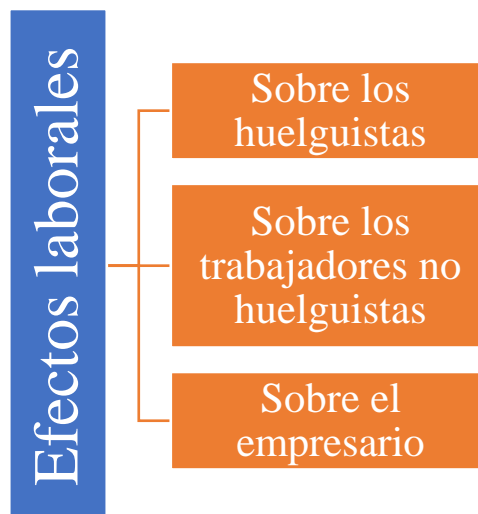 Efectos laborales
Sobre los
huelguistas
Sobre los
trabajadores no
huelguistas
Sobre el
empresario